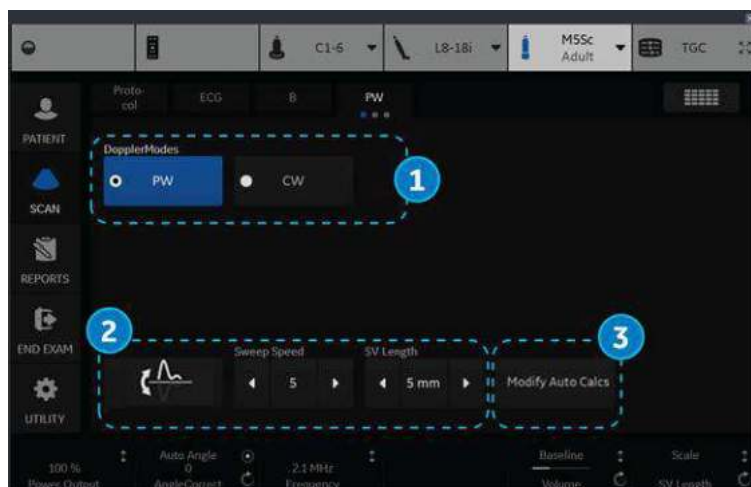 C1-6
L8-18i
M5Sc
Adult
TGC
Proto-
col
ECG
B
PW
PATIENT
DopplerModes
PW
CW
1
SCAN
REPORTS
2
3
END EXAM
Sweep Speed
SV Length
5
5 mm
Modify Auto Calcs
UTILITY
Auto Angle
Baseline
Scale
100 %
0
2.1 MHz
Power Output
AngleCorrect
Frequency
Volume
SV Length